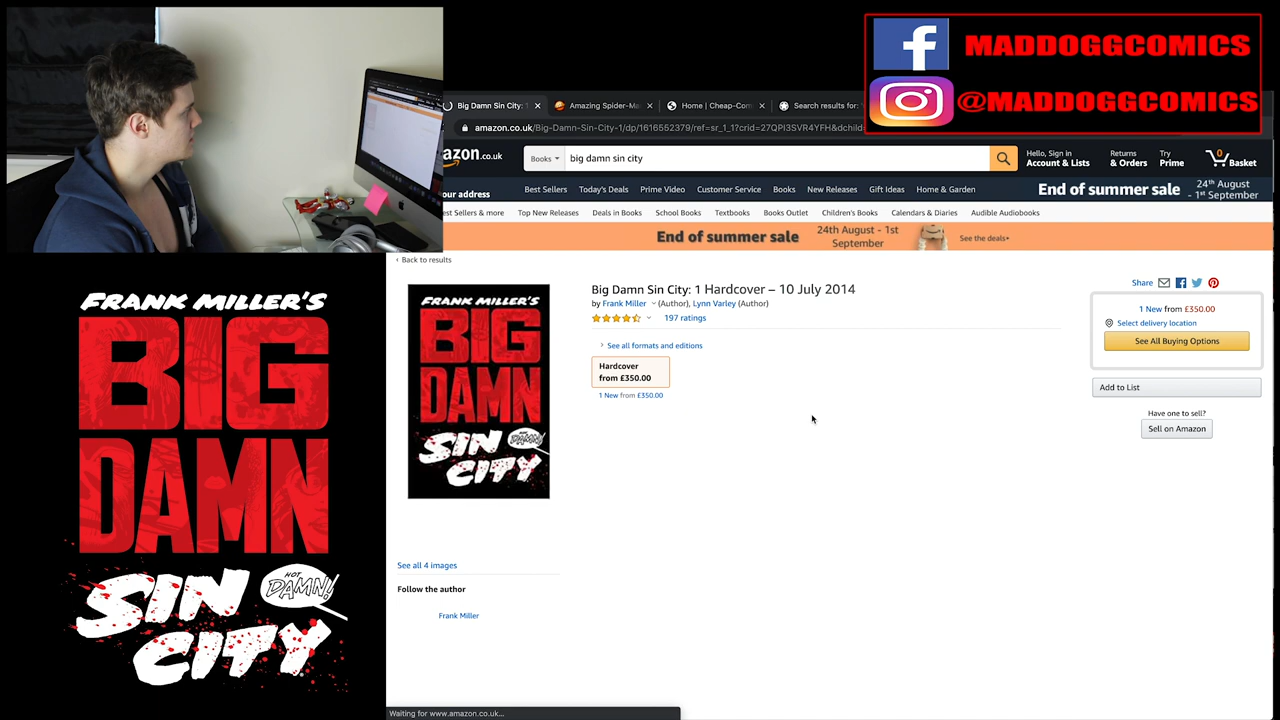 MADDOGGCOMICS
@MADDOGGCOMICS
Big Damn Sin City:
Amazing Spider-Ma
Home | Cheap-Com
Search results for:
amazon.co.uk/Big-Damn-Sin-City-1/dp/1616552379/ref=sr_1_1?crid=27QPI3SVR4YFH&dchild
azon.co.uk
Books
big damn sin city
Hello, Sign in
Account & Lists
Returns
& Orders
Try
Prime
0
Basket
our address
Best Sellers
Today's Deals
Prime Video
Customer Service
Books
New Releases
Gift Ideas
Home & Garden
End of summer sale
24th August
- 1st September
est Sellers & more
Top New Releases
Deals in Books
School Books
Textbooks
Books Outlet
Children's Books
Calendars & Diaries
Audible Audiobooks
End of summer sale
24th August - 1st
September
See the deals
‹ Back to results
Big Damn Sin City: 1 Hardcover – 10 July 2014
by Frank Miller (Author), Lynn Varley (Author)
197 ratings
› See all formats and editions
Hardcover
from £350.00
1 New from £350.00
Share
1 New from £350.00
Select delivery location
See All Buying Options
Add to List
Have one to sell?
Sell on Amazon
FRANK MILLER'S
BIG
DAMN
SIN
HOT
DAMN!
CITY
FRANK MILLER'S
BIG
DAMN
SIN
HOT
DAMN!
CITY
See all 4 images
Follow the author
Frank Miller
Waiting for www.amazon.co.uk...